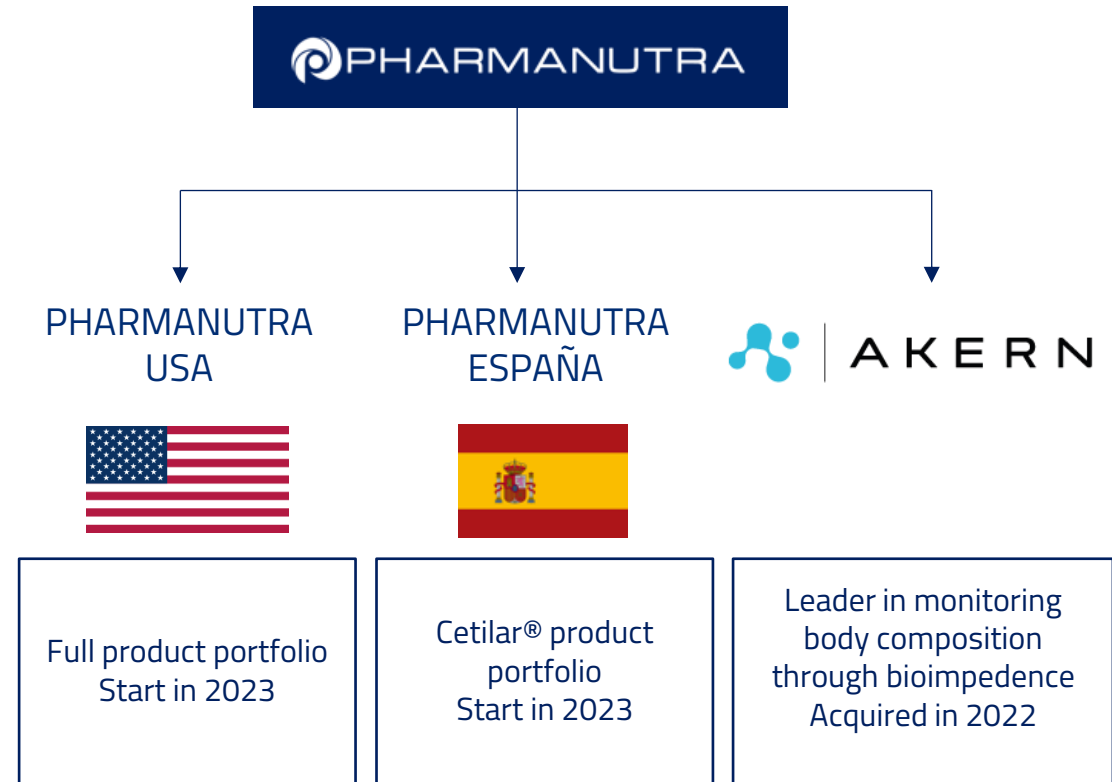 PHARMANUTRA
PHARMANUTRA
USA
PHARMANUTRA
ESPAÑA
AKERN
Full product portfolio
Start in 2023
Cetilar® product
portfolio
Start in 2023
Leader in monitoring
body composition
through bioimpedence
Acquired in 2022